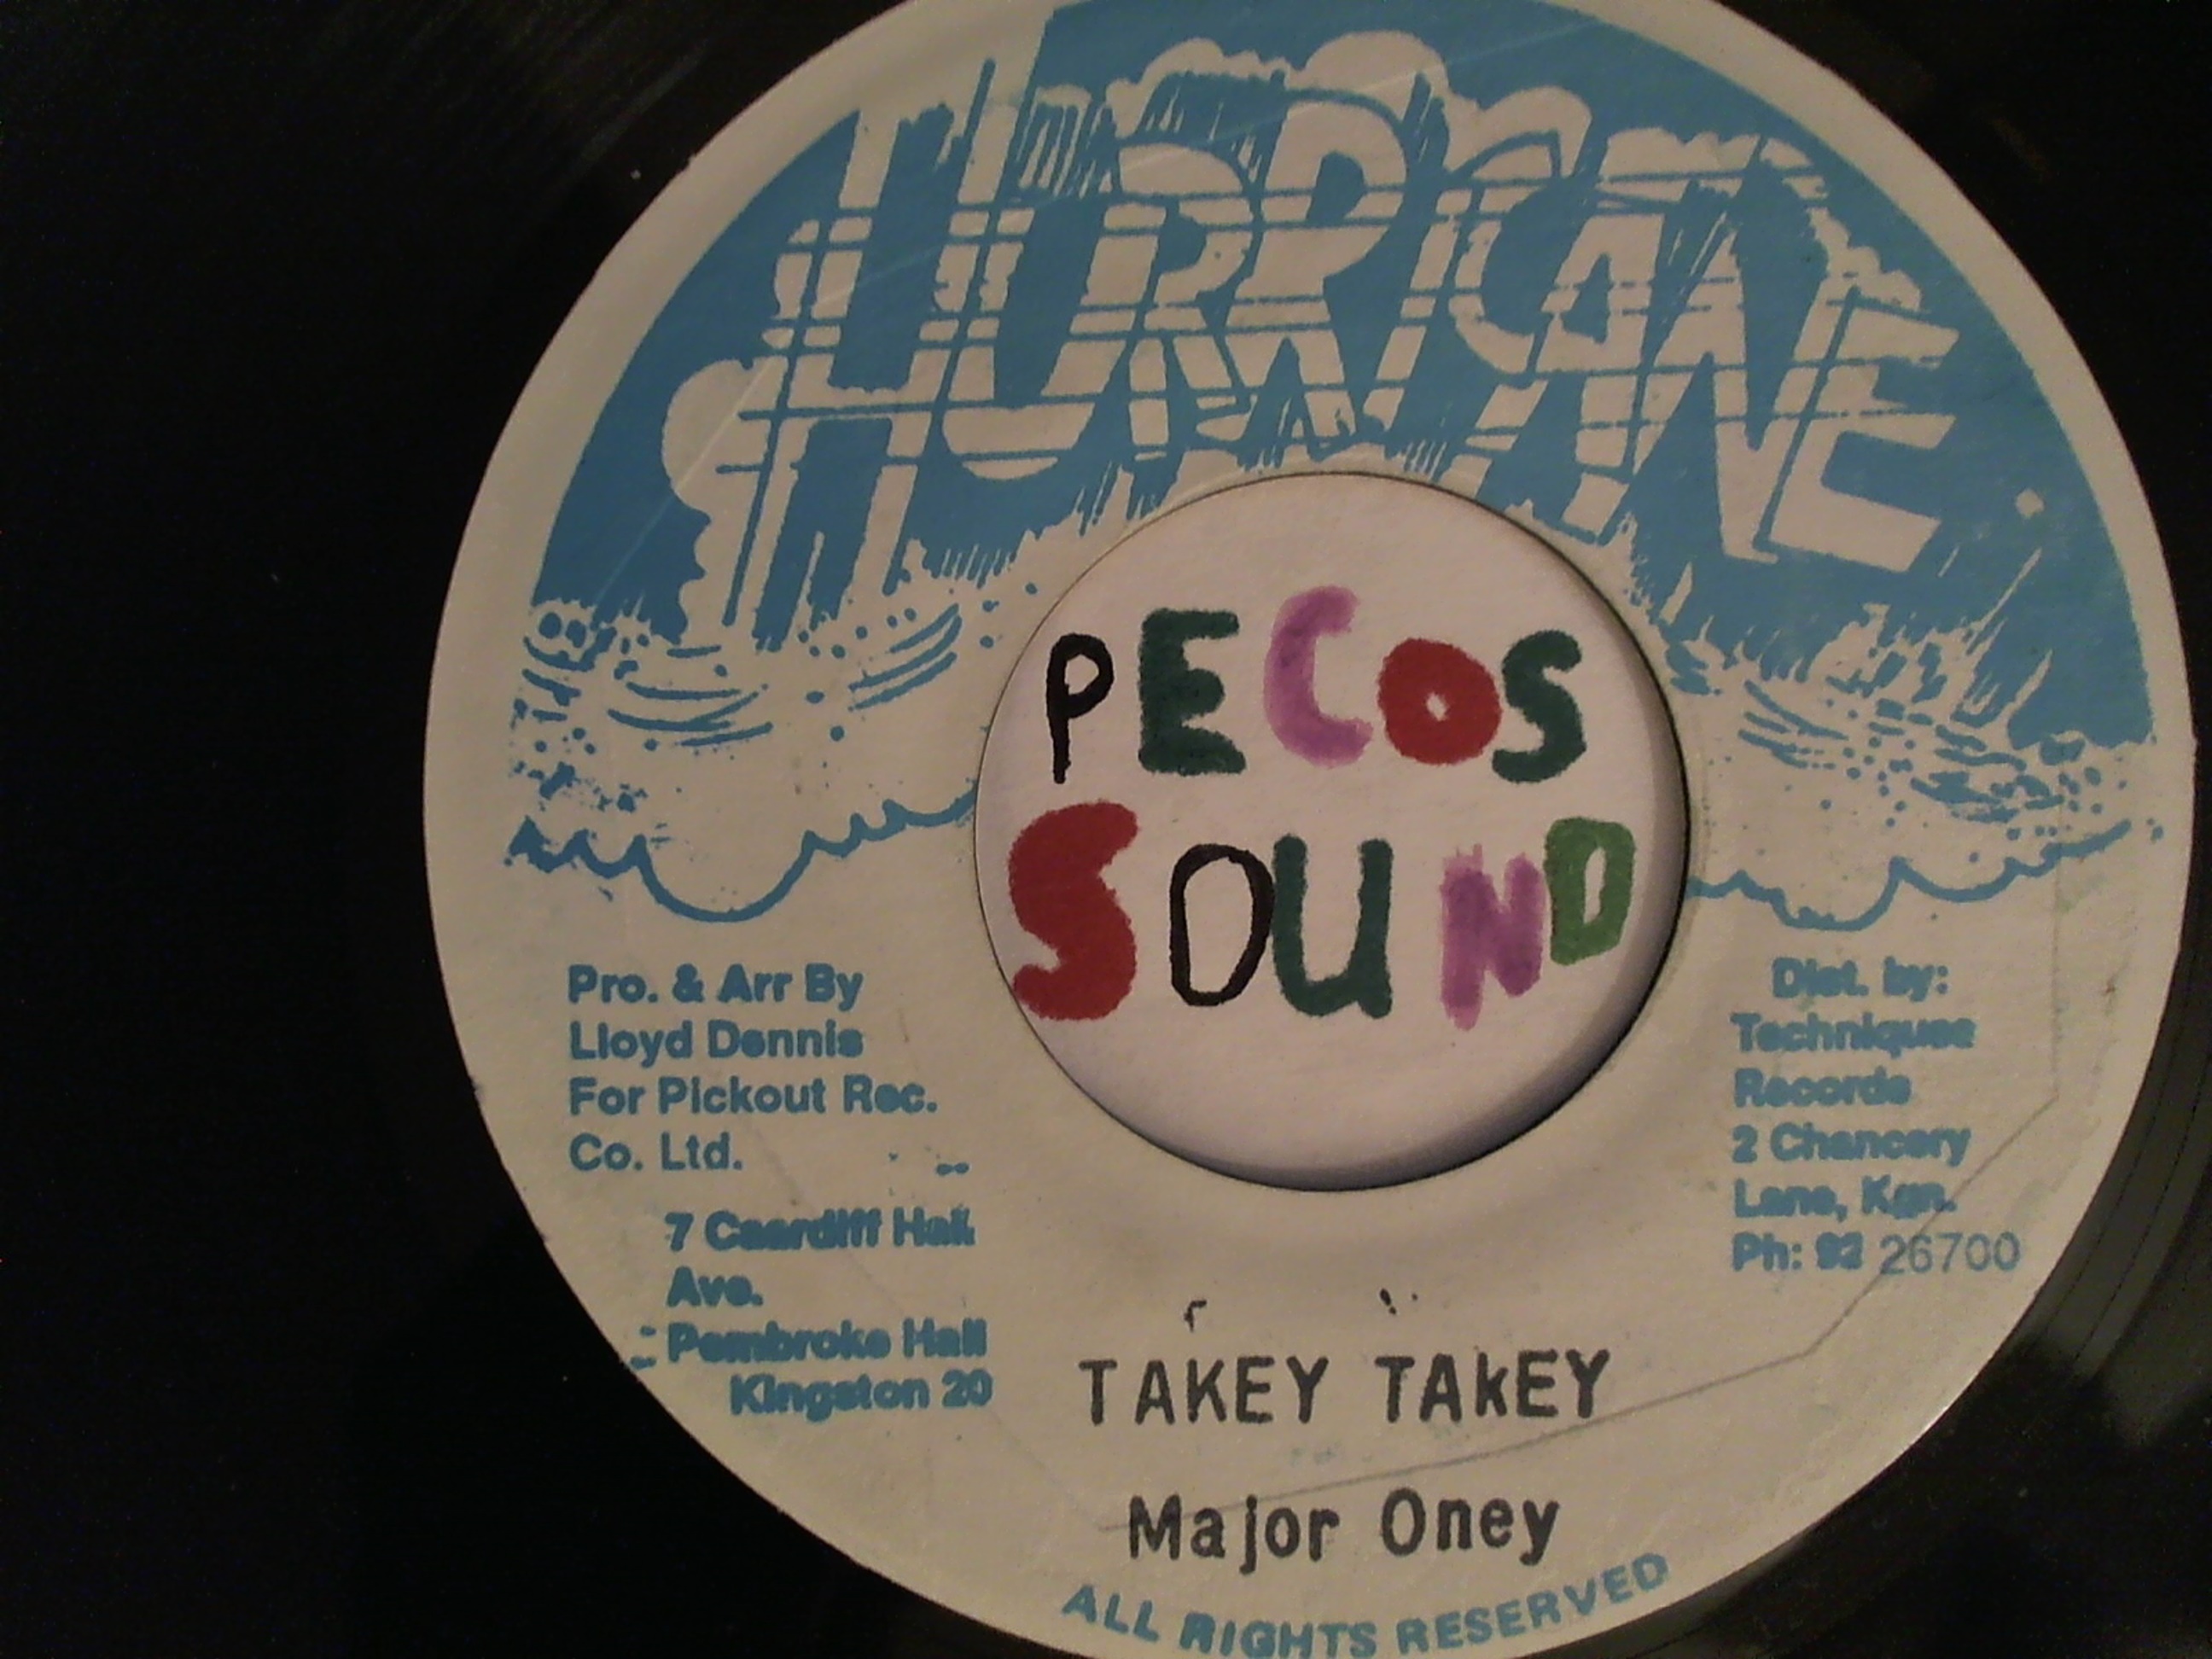 HURRICANE
PECOS
SOUND
Pro. & Arr By
Lloyd Dennis
For Pickout Rec.
Co. Ltd.
7 Caardiff Hall
Ave.
Pembroke Hall
Kingston 20
Dist. by:
Techniques
Records
2 Chancery
Lane, Kgn.
Ph: 92 26700
TAKEY TAKEY
Major Oney
ALL RIGHTS RESERVED